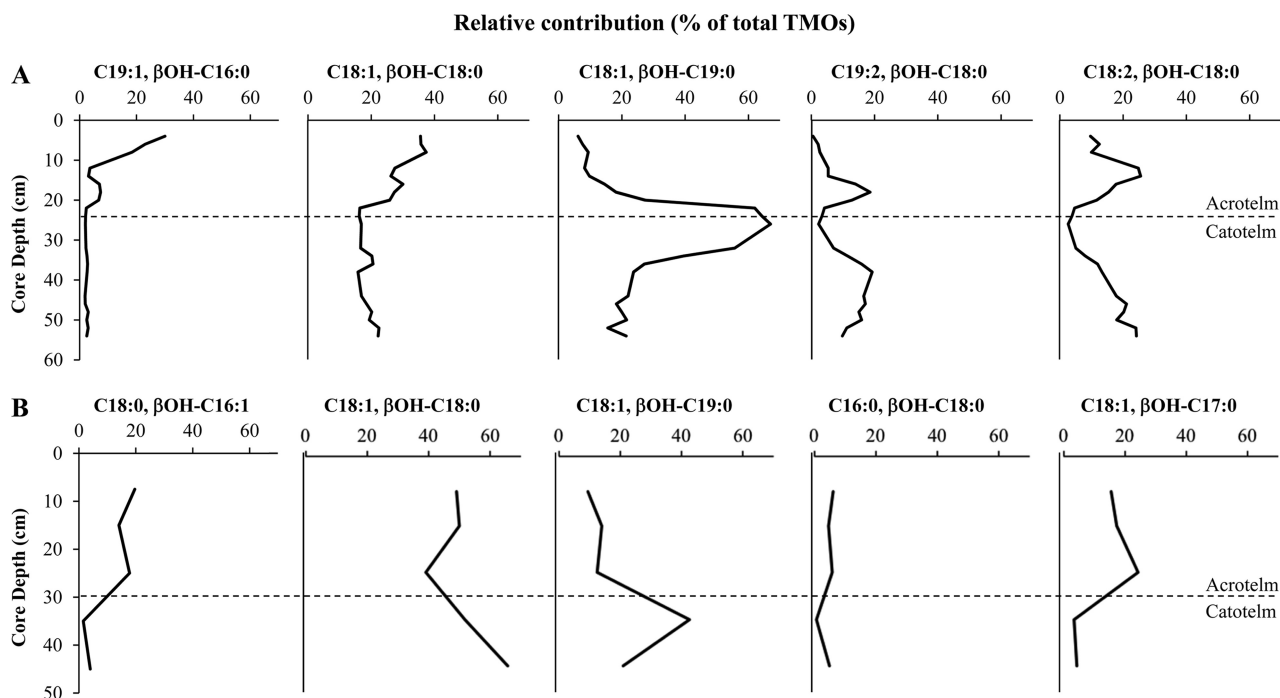 Relative contribution (% of total TMOs)
A
C19:1, βOH-C16:0 C18:1, βOH-C18:0 C18:1, βOH-C19:0 C19:2, βOH-C18:0 C18:2, βOH-C18:0
0 20 40 60 0 20 40 60 0 20 40 60 0 20 40 60 0 20 40 60
0
10
20
30
40
50
60
Core Depth (cm)
Acrotelm
Catotelm
B
C18:0, βOH-C16:1 C18:1, βOH-C18:0 C18:1, βOH-C19:0 C16:0, βOH-C18:0 C18:1, βOH-C17:0
0 20 40 60 0 20 40 60 0 20 40 60 0 20 40 60 0 20 40 60
0
10
20
30
40
50
Core Depth (cm)
Acrotelm
Catotelm